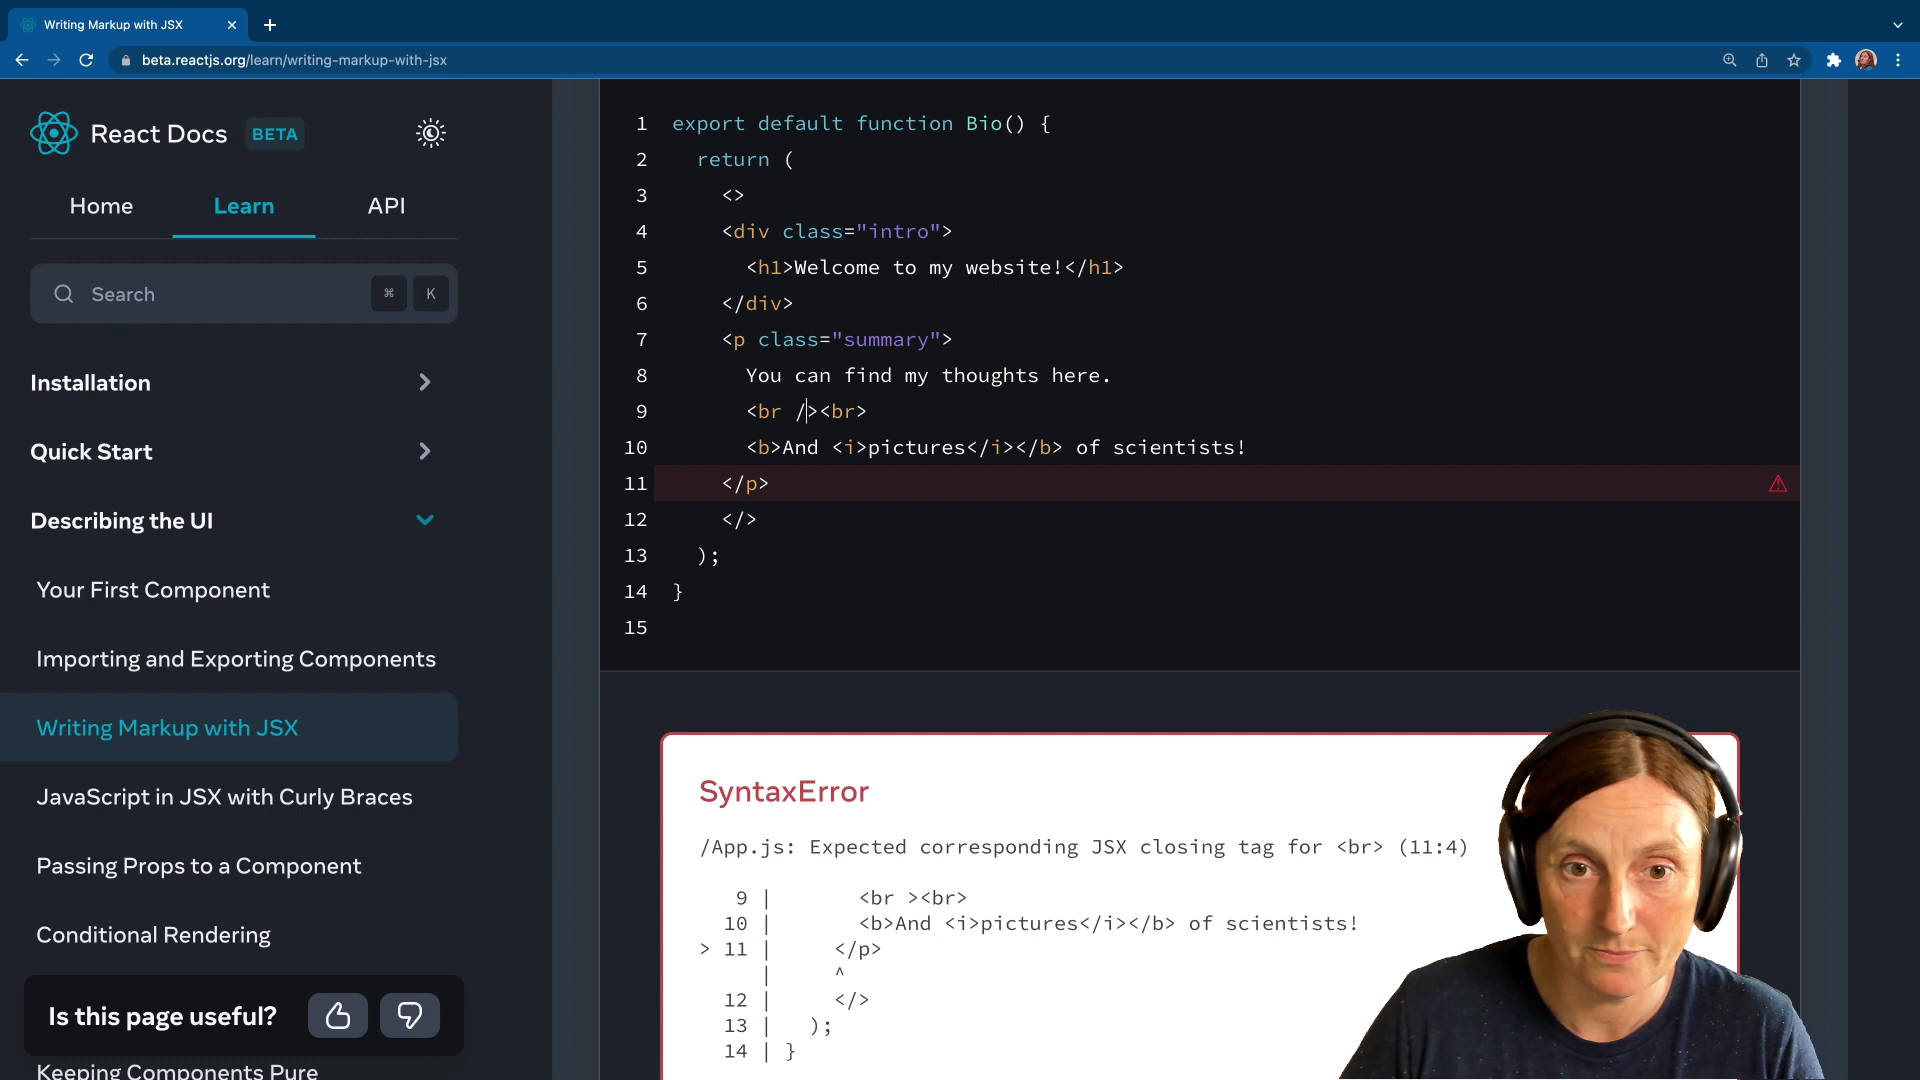 Writing Markup with JSX
beta.reactjs.org/learn/writing-markup-with-jsx
React Docs BETA
Home Learn API
Search ⌘ K
Installation
Quick Start
Describing the UI
Your First Component
Importing and Exporting Components
Writing Markup with JSX
JavaScript in JSX with Curly Braces
Passing Props to a Component
Conditional Rendering
Is this page useful?
Keeping Components Pure
1 export default function Bio() {
2 return (
3 <>
4 <div class="intro">
5 <h1>Welcome to my website!</h1>
6 </div>
7 <p class="summary">
8 You can find my thoughts here.
9 <br /><br>
10 <b>And <i>pictures</i></b> of scientists!
11 </p>
12 </>
13 );
14 }
15
SyntaxError
/App.js: Expected corresponding JSX closing tag for <br> (11:4)
9 | <br ><br>
10 | <b>And <i>pictures</i></b> of scientists!
> 11 | </p>
| ^
12 | </>
13 | );
14 | }